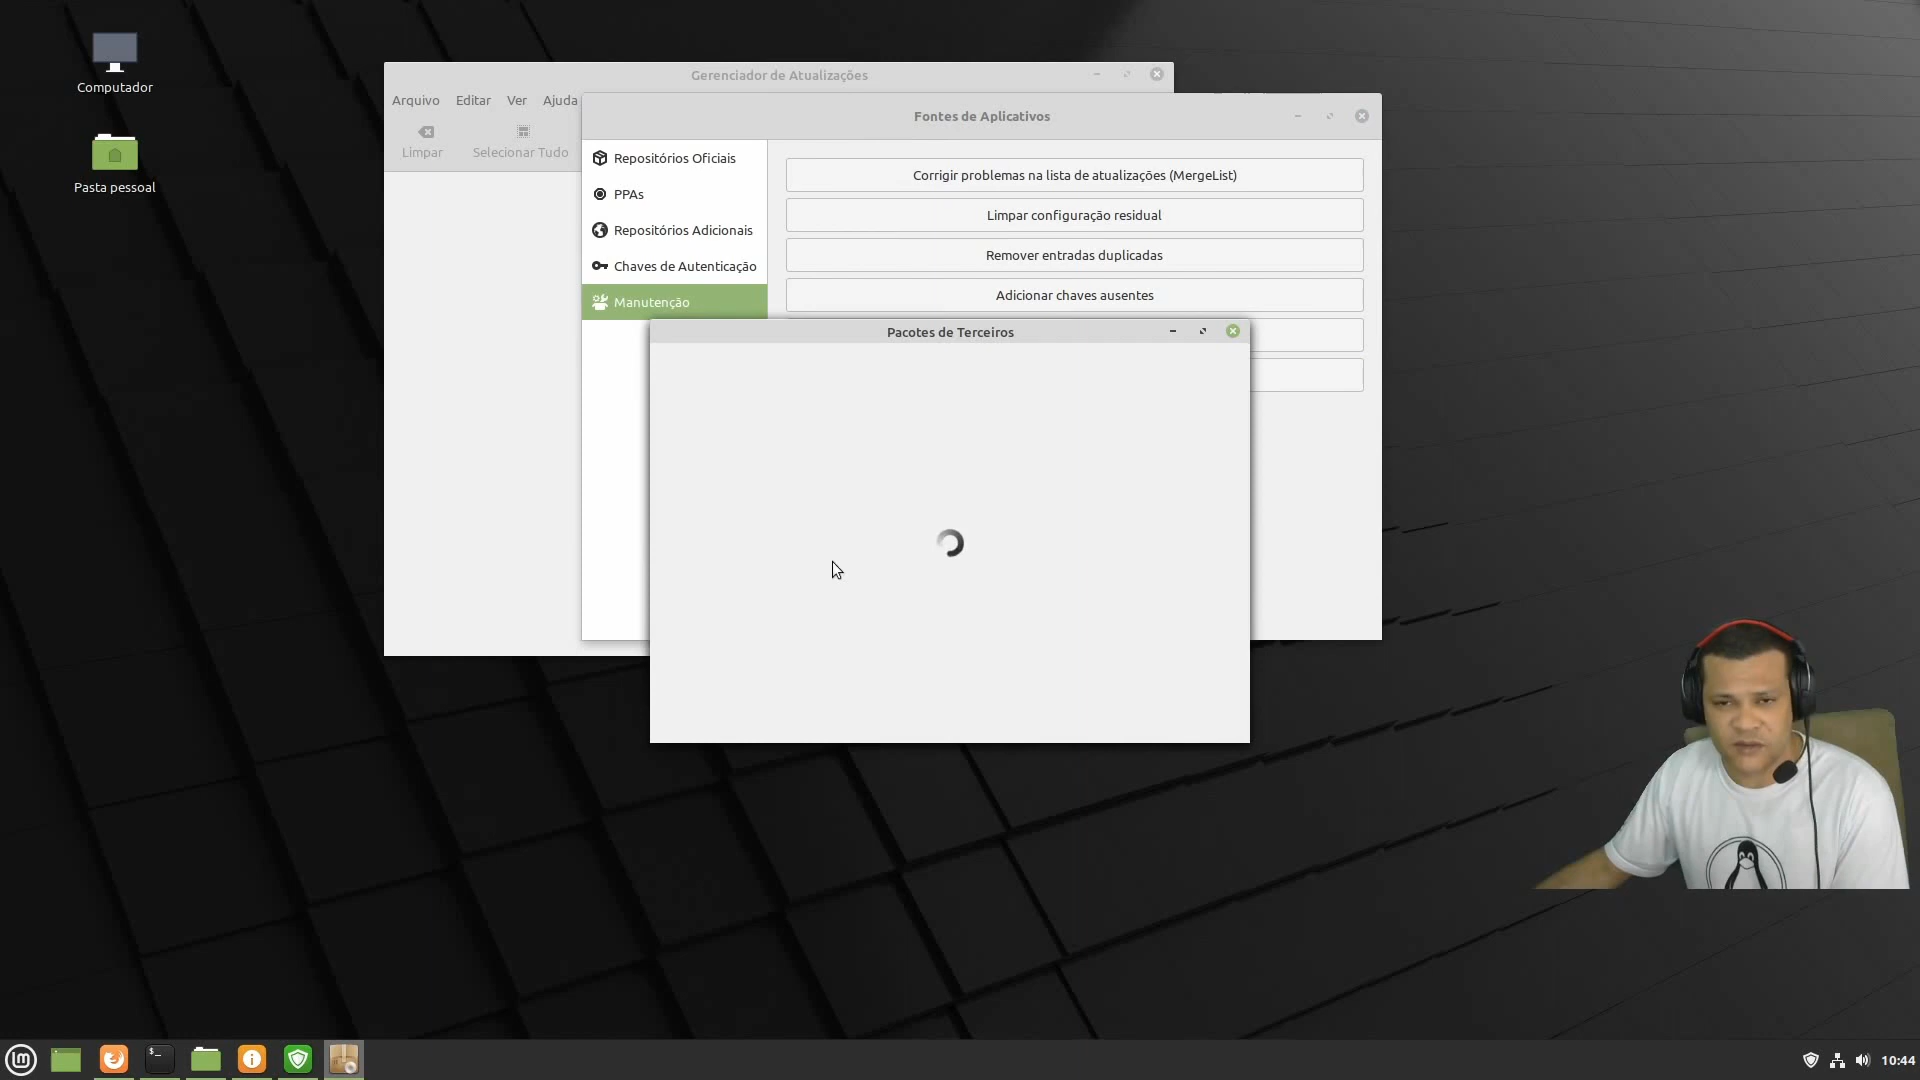 Computador
Pasta pessoal
Gerenciador de Atualizações
Arquivo Editar Ver Ajuda
Limpar Selecionar Tudo
Fontes de Aplicativos
Repositórios Oficiais
PPAs
Repositórios Adicionais
Chaves de Autenticação
Manutenção
Corrigir problemas na lista de atualizações (MergeList)
Limpar configuração residual
Remover entradas duplicadas
Adicionar chaves ausentes
Pacotes de Terceiros
$_
10:44